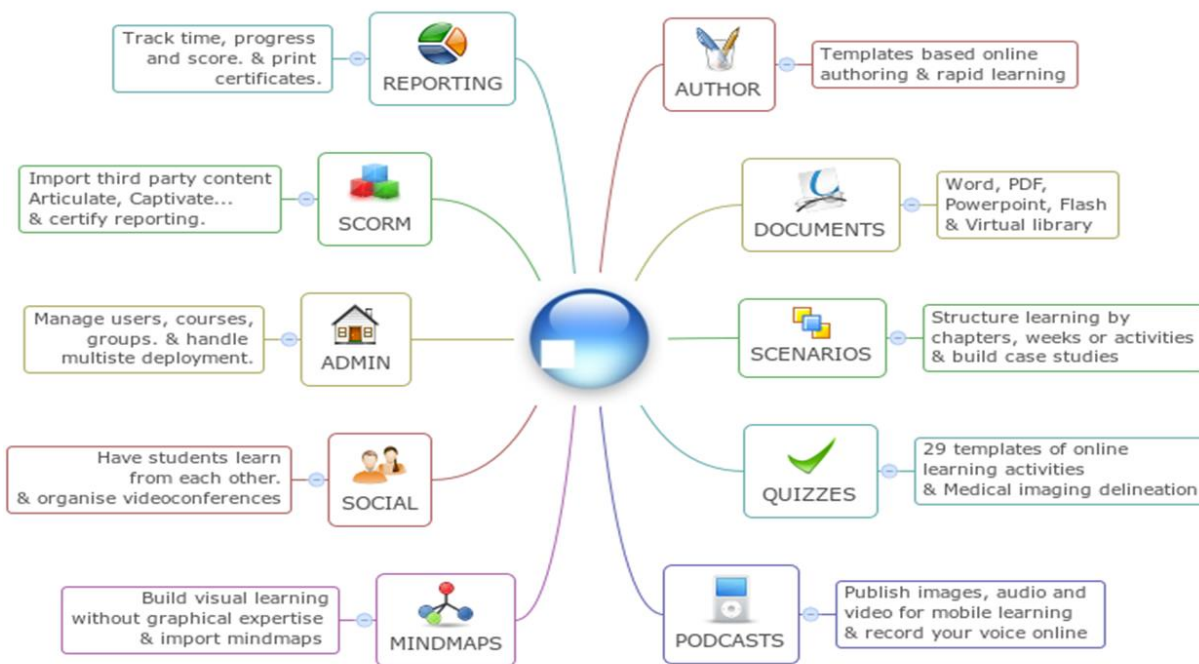 Track time, progress
and score. & print
certificates.
REPORTING
AUTHOR
Templates based online
authoring & rapid learning
Import third party content
Articulate, Captivate...
& certify reporting.
SCORM
DOCUMENTS
Word, PDF,
Powerpoint, Flash
& Virtual library
Manage users, courses,
groups. & handle
multiste deployment.
ADMIN
SCENARIOS
Structure learning by
chapters, weeks or activities
& build case studies
Have students learn
from each other.
& organise videoconferences
SOCIAL
QUIZZES
29 templates of online
learning activities
& Medical imaging delineation
Build visual learning
without graphical expertise
& import mindmaps
MINDMAPS
PODCASTS
Publish images, audio and
video for mobile learning
& record your voice online